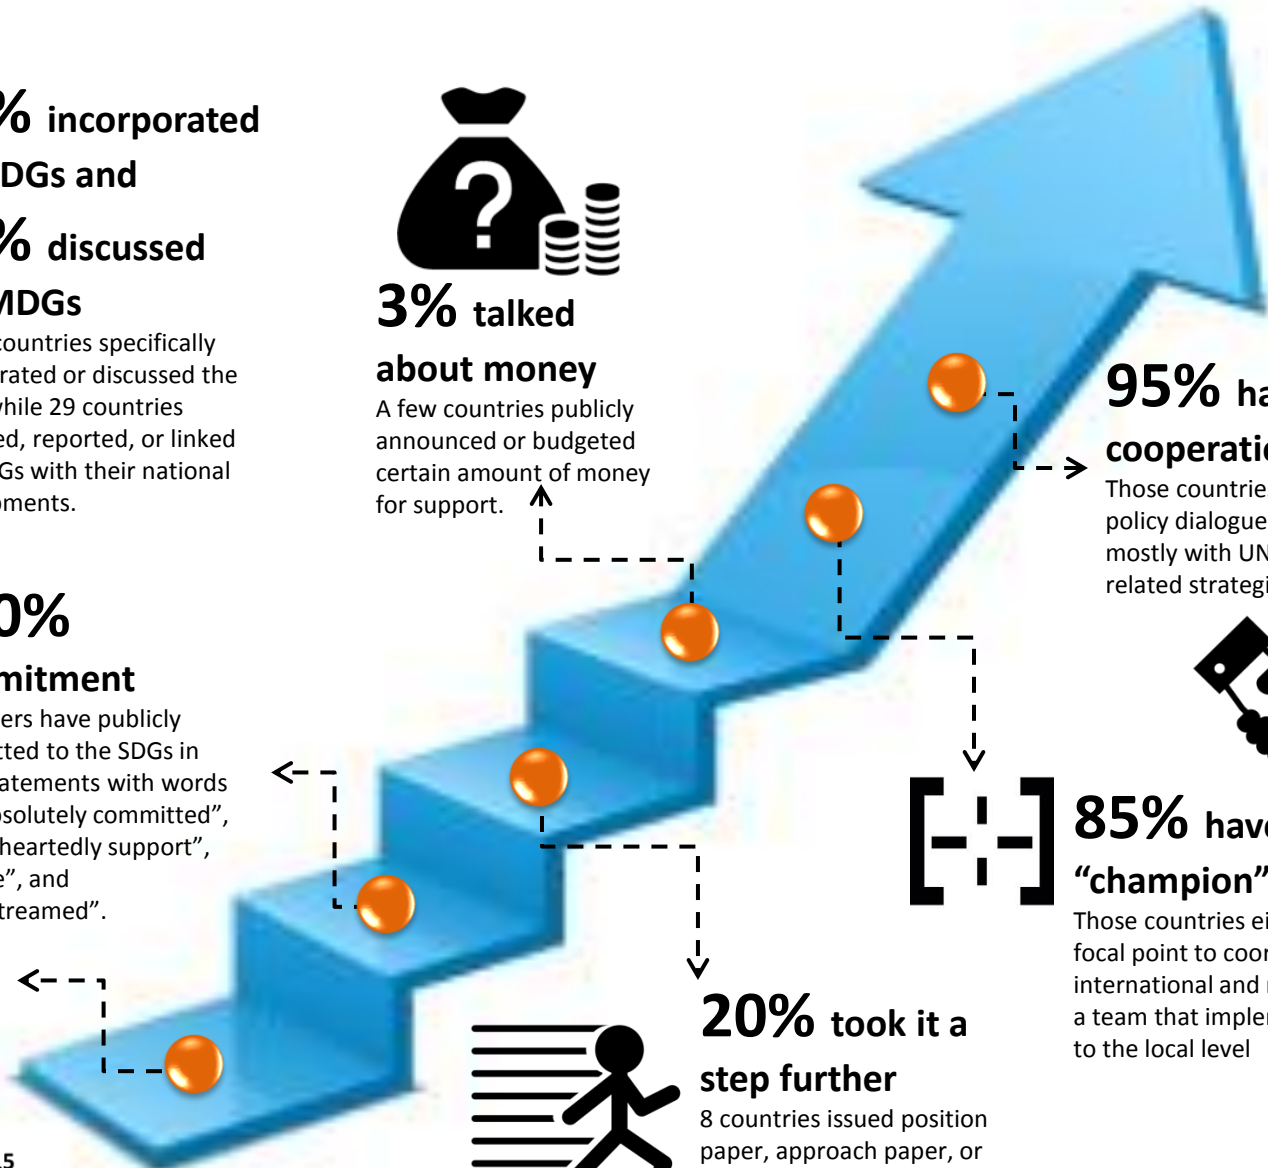 % incorporated
DGs and
% discussed
MDGs
countries specifically
rated or discussed the
while 29 countries
ed, reported, or linked
Gs with their national
pments.
?
3% talked
about money
A few countries publicly
announced or budgeted
certain amount of money
for support.
95% ha
cooperatio
Those countrie
policy dialogue
mostly with UN
related strategi
0%
mitment
ers have publicly
tted to the SDGs in
atements with words
bsolutely committed”,
heartedly support”,
e”, and
treamed”.
85% have
“champion”
Those countries ei
focal point to coor
international and
a team that imple
to the local level
20% took it a
step further
8 countries issued position
paper, approach paper, or
15